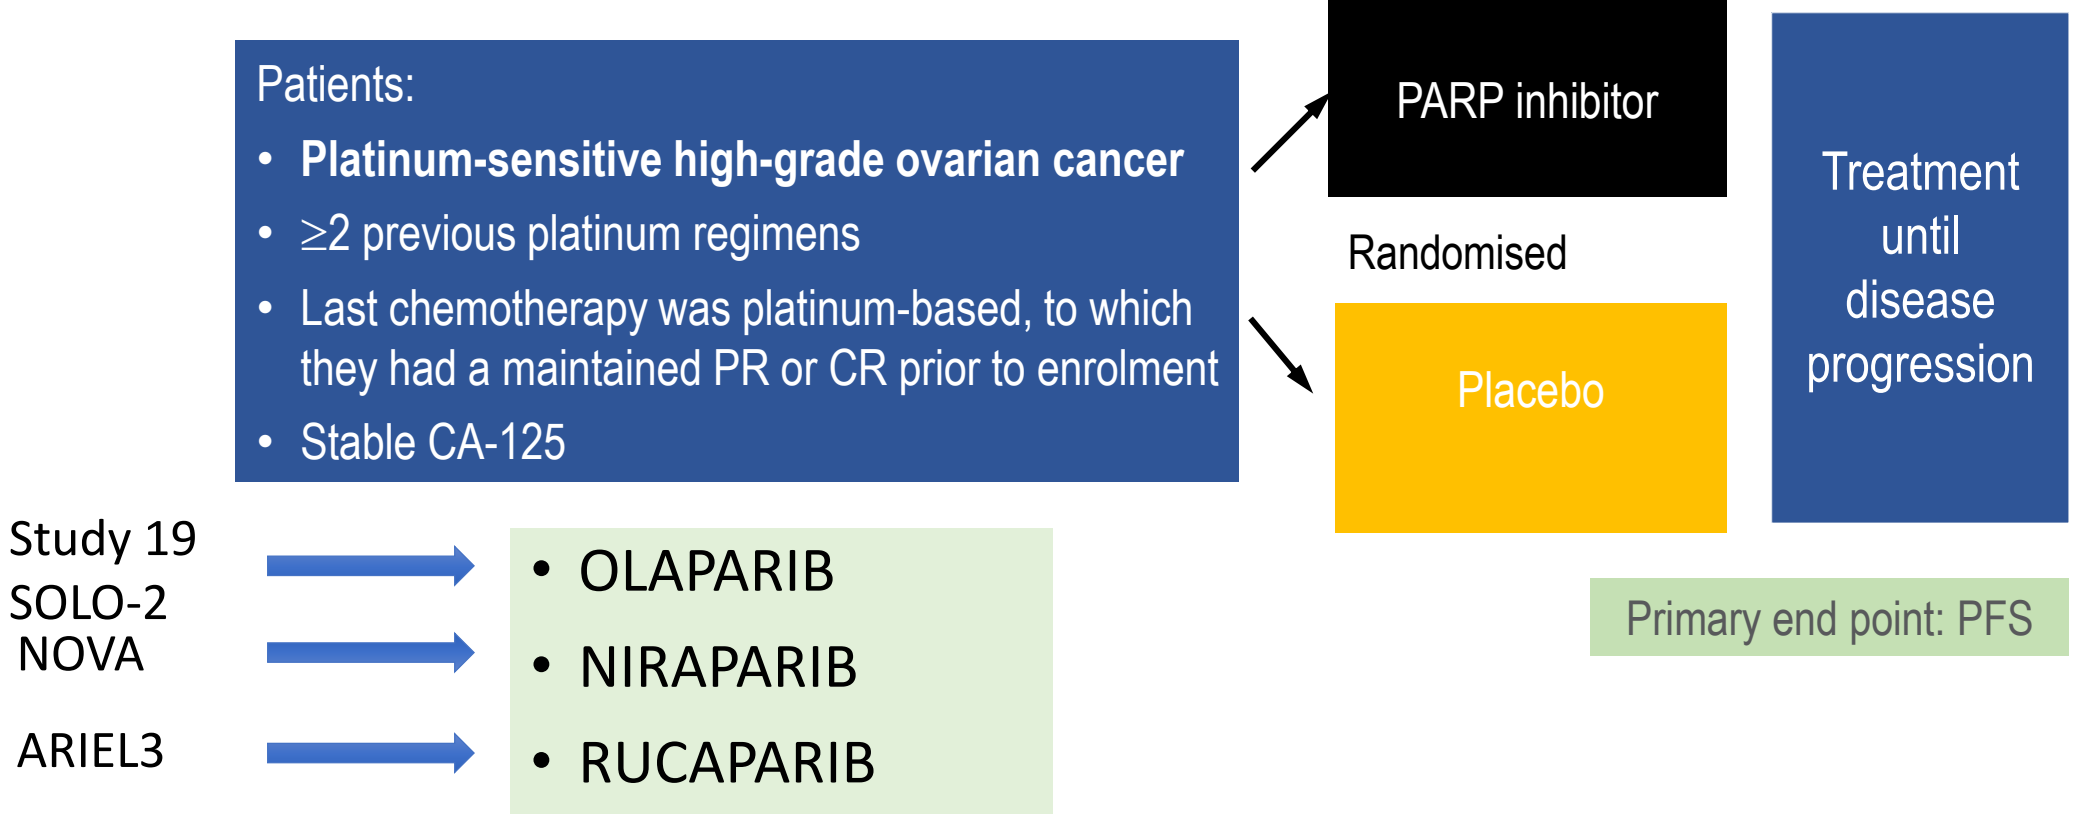 Patients:
• Platinum-sensitive high-grade ovarian cancer
• ≥2 previous platinum regimens
• Last chemotherapy was platinum-based, to which
they had a maintained PR or CR prior to enrolment
• Stable CA-125
PARP inhibitor
Randomised
Placebo
Treatment
until
disease
progression
Study 19
SOLO-2
NOVA
ARIEL3
• OLAPARIB
• NIRAPARIB
• RUCAPARIB
Primary end point: PFS